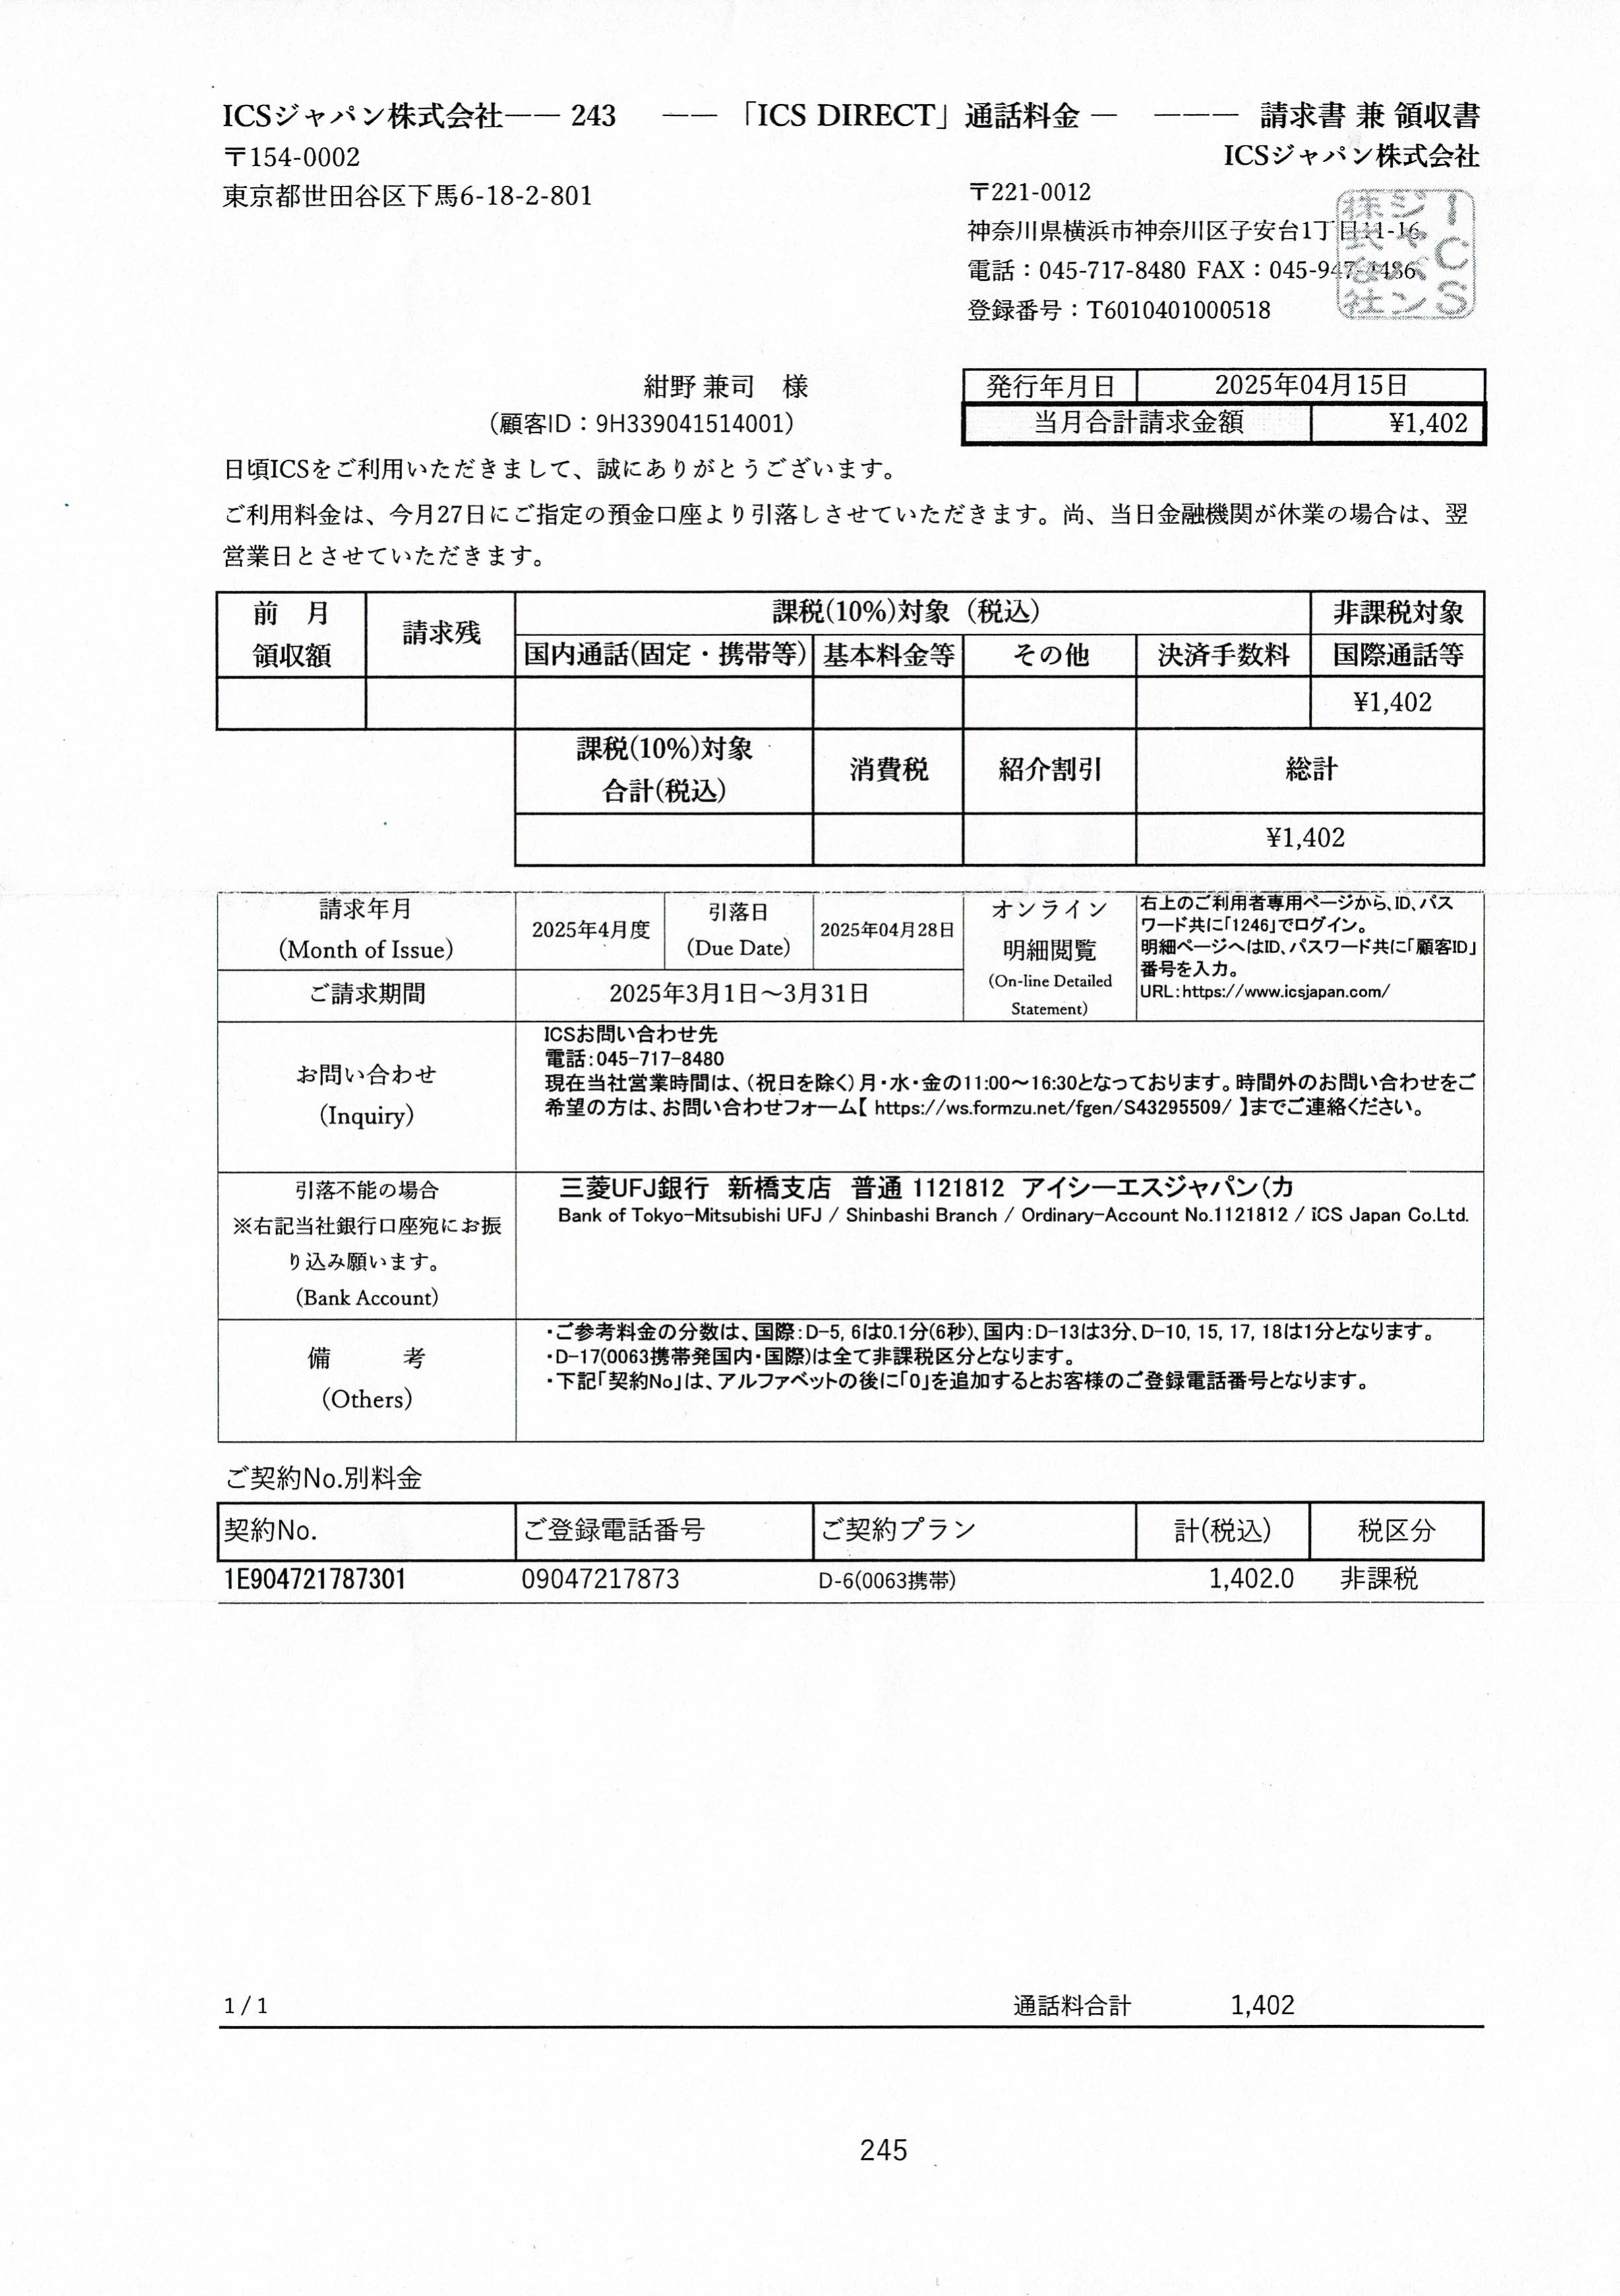 ICSジャパン株式会社—— 243 —— 「ICS DIRECT」通話料金 — ——— 請求書 兼 領収書
〒154-0002
東京都世田谷区下馬6-18-2-801
ICSジャパン株式会社
〒221-0012
神奈川県横浜市神奈川区子安台1丁目11-16
電話：045-717-8480 FAX：045-947-4486
登録番号：T6010401000518
ICSジャパン株式会社
紺野 兼司 様
（顧客ID：9H339041514001）
発行年月日 2025年04月15日
当月合計請求金額 ¥1,402
日頃ICSをご利用いただきまして、誠にありがとうございます。
ご利用料金は、今月27日にご指定の預金口座より引落しさせていただきます。尚、当日金融機関が休業の場合は、翌
営業日とさせていただきます。
前 月 領収額 請求残 課税(10%)対象（税込） 非課税対象
国内通話(固定・携帯等) 基本料金等 その他 決済手数料 国際通話等
¥1,402
課税(10%)対象 合計(税込) 消費税 紹介割引 総計
¥1,402
請求年月 (Month of Issue) 2025年4月度 引落日 (Due Date) 2025年04月28日
ご請求期間 2025年3月1日～3月31日
オンライン
明細閲覧
(On-line Detailed
Statement)
右上のご利用者専用ページから、ID、パス
ワード共に「1246」でログイン。
明細ページへはID、パスワード共に「顧客ID」
番号を入力。
URL：https://www.icsjapan.com/
お問い合わせ
(Inquiry)
ICSお問い合わせ先
電話：045-717-8480
現在当社営業時間は、（祝日を除く）月・水・金の11:00～16:30となっております。時間外のお問い合わせをご
希望の方は、お問い合わせフォーム【 https://ws.formzu.net/fgen/S43295509/ 】までご連絡ください。
引落不能の場合
※右記当社銀行口座宛にお振
り込み願います。
(Bank Account)
三菱UFJ銀行 新橋支店 普通 1121812 アイシーエスジャパン（カ
Bank of Tokyo-Mitsubishi UFJ / Shinbashi Branch / Ordinary-Account No.1121812 / iCS Japan Co.Ltd.
備 考
(Others)
・ご参考料金の分数は、国際：D-5, 6は0.1分(6秒)、国内：D-13は3分、D-10, 15, 17, 18は1分となります。
・D-17(0063携帯発国内・国際)は全て非課税区分となります。
・下記「契約No」は、アルファベットの後に「0」を追加するとお客様のご登録電話番号となります。
ご契約No.別料金
契約No. ご登録電話番号 ご契約プラン 計(税込) 税区分
1E904721787301 09047217873 D-6(0063携帯) 1,402.0 非課税
1 / 1 通話料合計 1,402
245